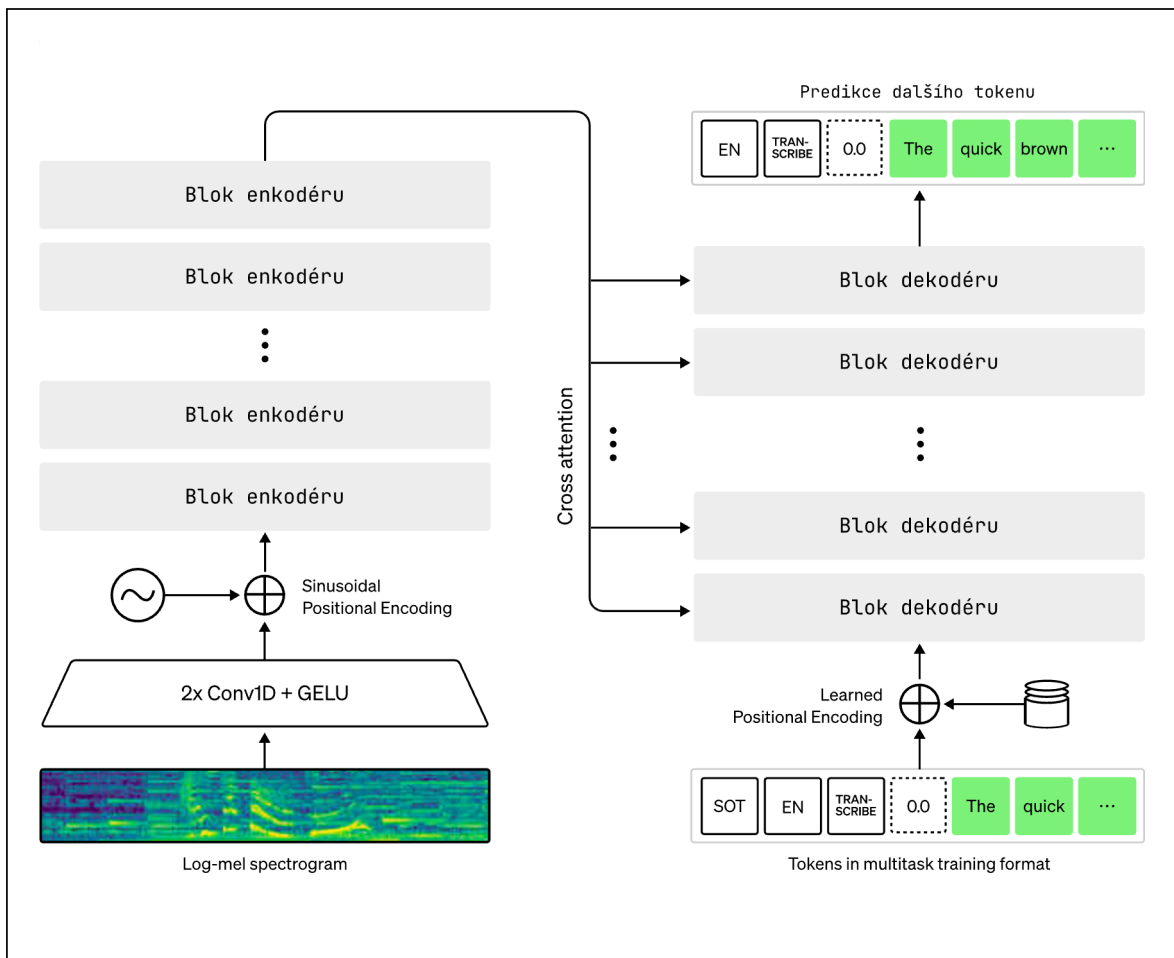 Predikce dalšího tokenu
EN
TRAN-
SCRIBE
0.0
The
quick
brown
...
Blok enkodéru
Blok enkodéru
Blok enkodéru
Blok enkodéru
Sinusoidal
Positional Encoding
2x Conv1D + GELU
Log-mel spectrogram
Cross attention
Blok dekodéru
Blok dekodéru
Blok dekodéru
Blok dekodéru
Learned
Positional Encoding
SOT
EN
TRAN-
SCRIBE
0.0
The
quick
...
Tokens in multitask training format